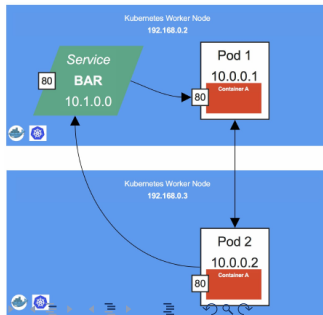 Kubernetes Worker Node
192.168.0.2
Service
BAR
10.1.0.0
80
Pod 1
10.0.0.1
Container A
80
Kubernetes Worker Node
192.168.0.3
Pod 2
10.0.0.2
Container A
80